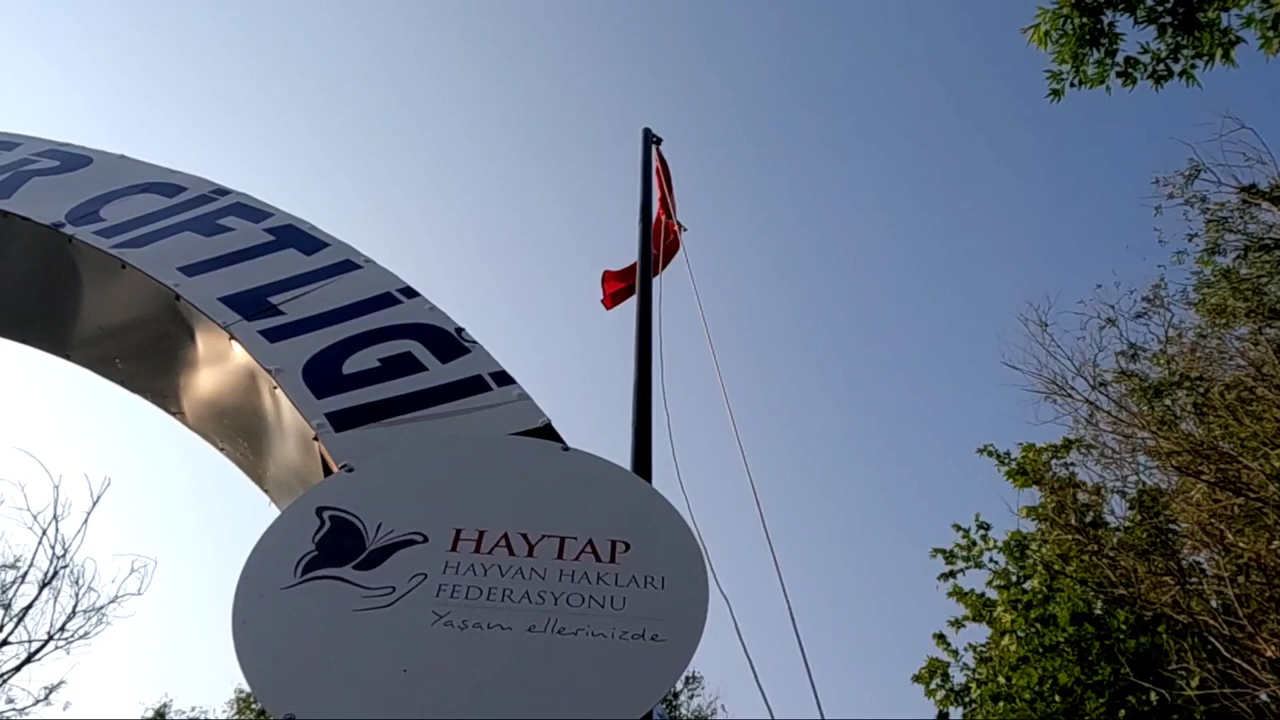 ÇİFTLİĞİ
HAYTAP
HAYVAN HAKLARI
FEDERASYONU
Yaşam ellerinizde